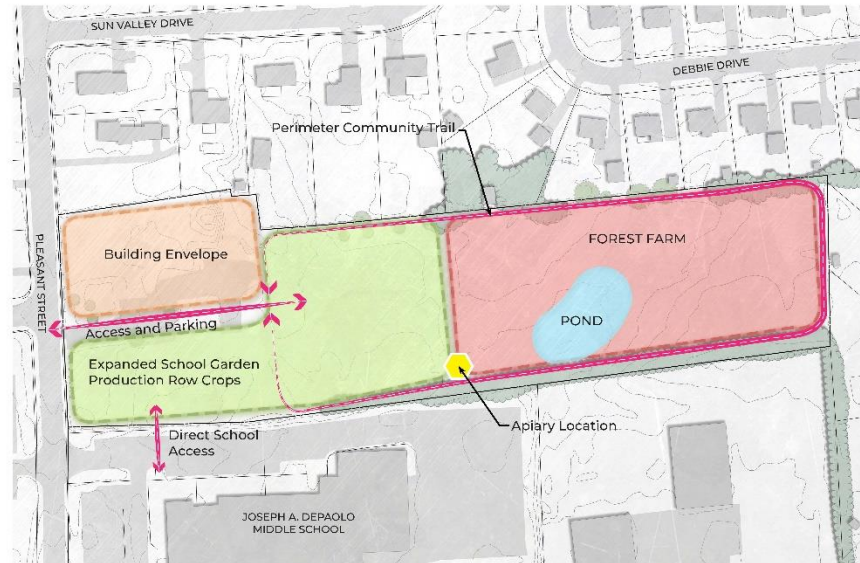 SUN VALLEY DRIVE
DEBBIE DRIVE
Perimeter Community Trail
PLEASANT STREET
Building Envelope
FOREST FARM
POND
Access and Parking
Expanded School Garden
Production Row Crops
Direct School
Access
Apiary Location
JOSEPH A. DEPAOLO
MIDDLE SCHOOL